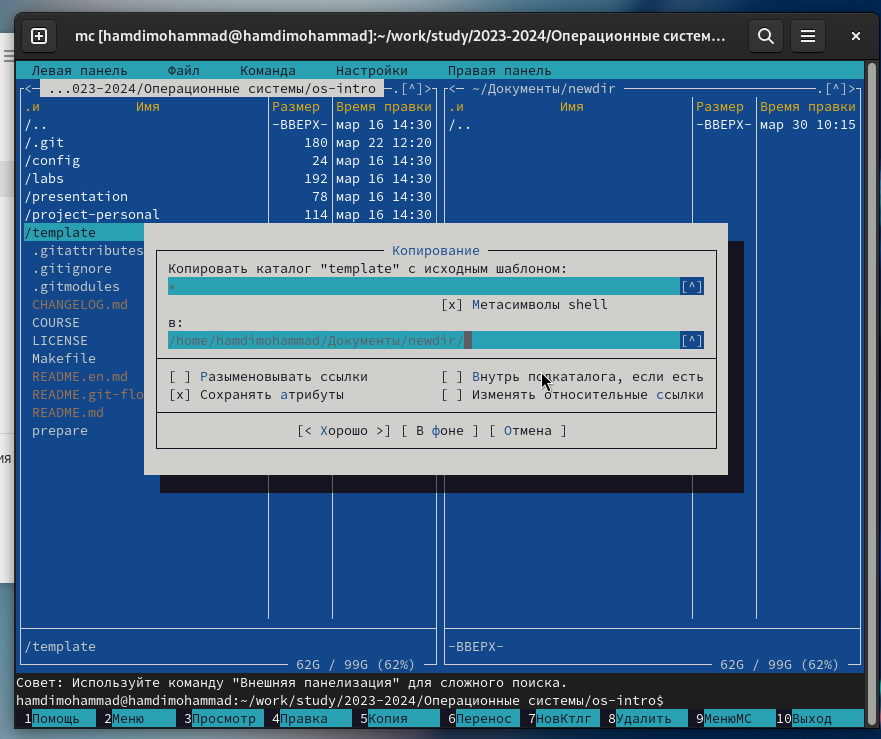 mc [hamdimohammad@hamdimohammad]:~/work/study/2023-2024/Операционные систем...
Левая панель Файл Команда Настройки Правая панель
<— ...023-2024/Операционные системы/os-intro —.[^]> <— ~/Документы/newdir —.[^]>
.и Имя Размер Время правки .и Имя Размер Время правки
/.. -ВВЕРХ- мар 16 14:30 /.. -ВВЕРХ- мар 30 10:15
/.git 180 мар 22 12:20
/config 24 мар 16 14:30
/labs 192 мар 16 14:30
/presentation 78 мар 16 14:30
/project-personal 114 мар 16 14:30
/template
.gitattributes
.gitignore
.gitmodules
CHANGELOG.md
COURSE
LICENSE
Makefile
README.en.md
README.git-flo
README.md
prepare
Копирование
Копировать каталог "template" с исходным шаблоном:
* [^]
[x] Метасимволы shell
в:
/home/hamdimohammad/Документы/newdir/ [^]
[ ] Разыменовывать ссылки [ ] Внутрь подкаталога, если есть
[x] Сохранять атрибуты [ ] Изменять относительные ссылки
[< Хорошо >] [ В фоне ] [ Отмена ]
/template -ВВЕРХ-
62G / 99G (62%) 62G / 99G (62%)
Совет: Используйте команду "Внешняя панелизация" для сложного поиска.
hamdimohammad@hamdimohammad:~/work/study/2023-2024/Операционные системы/os-intro$
1Помощь 2Меню 3Просмотр 4Правка 5Копия 6Перенос 7НовКтлг 8Удалить 9МенюМС 10Выход
ия